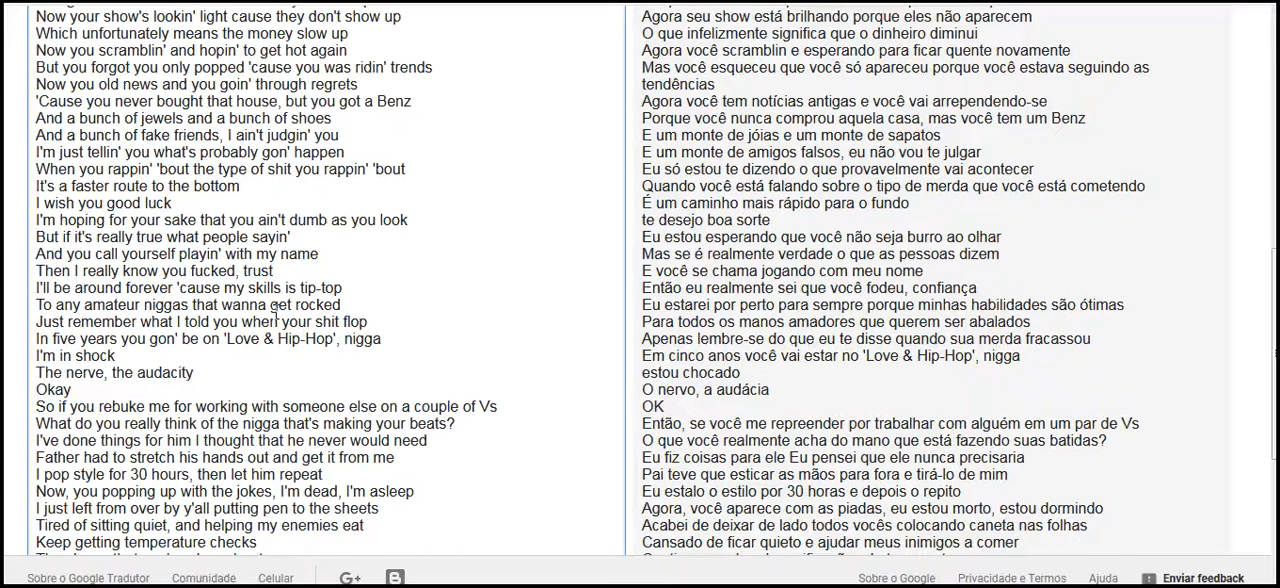 Now your show's lookin' light cause they don't show up
Which unfortunately means the money slow up
Now you scramblin' and hopin' to get hot again
But you forgot you only popped 'cause you was ridin' trends
Now you old news and you goin' through regrets
'Cause you never bought that house, but you got a Benz
And a bunch of jewels and a bunch of shoes
And a bunch of fake friends, I ain't judgin' you
I'm just tellin' you what's probably gon' happen
When you rappin' 'bout the type of shit you rappin' 'bout
It's a faster route to the bottom
I wish you good luck
I'm hoping for your sake that you ain't dumb as you look
But if it's really true what people sayin'
And you call yourself playin' with my name
Then I really know you fucked, trust
I'll be around forever 'cause my skills is tip-top
To any amateur niggas that wanna get rocked
Just remember what I told you when your shit flop
In five years you gon' be on 'Love & Hip-Hop', nigga
I'm in shock
The nerve, the audacity
Okay
So if you rebuke me for working with someone else on a couple of Vs
What do you really think of the nigga that's making your beats?
I've done things for him I thought that he never would need
Father had to stretch his hands out and get it from me
I pop style for 30 hours, then let him repeat
Now, you popping up with the jokes, I'm dead, I'm asleep
I just left from over by y'all putting pen to the sheets
Tired of sitting quiet, and helping my enemies eat
Keep getting temperature checks
Agora seu show está brilhando porque eles não aparecem
O que infelizmente significa que o dinheiro diminui
Agora você scramblin e esperando para ficar quente novamente
Mas você esqueceu que você só apareceu porque você estava seguindo as
tendências
Agora você tem notícias antigas e você vai arrependendo-se
Porque você nunca comprou aquela casa, mas você tem um Benz
E um monte de jóias e um monte de sapatos
E um monte de amigos falsos, eu não vou te julgar
Eu só estou te dizendo o que provavelmente vai acontecer
Quando você está falando sobre o tipo de merda que você está cometendo
É um caminho mais rápido para o fundo
te desejo boa sorte
Eu estou esperando que você não seja burro ao olhar
Mas se é realmente verdade o que as pessoas dizem
E você se chama jogando com meu nome
Então eu realmente sei que você fodeu, confiança
Eu estarei por perto para sempre porque minhas habilidades são ótimas
Para todos os manos amadores que querem ser abalados
Apenas lembre-se do que eu te disse quando sua merda fracassou
Em cinco anos você vai estar no 'Love & Hip-Hop', nigga
estou chocado
O nervo, a audácia
OK
Então, se você me repreender por trabalhar com alguém em um par de Vs
O que você realmente acha do mano que está fazendo suas batidas?
Eu fiz coisas para ele Eu pensei que ele nunca precisaria
Pai teve que esticar as mãos para fora e tirá-lo de mim
Eu estalo o estilo por 30 horas e depois o repito
Agora, você aparece com as piadas, eu estou morto, estou dormindo
Acabei de deixar de lado todos vocês colocando caneta nas folhas
Cansado de ficar quieto e ajudar meus inimigos a comer
Sobre o Google Tradutor Comunidade Celular G+ Sobre o Google Privacidade e Termos Ajuda Enviar feedback